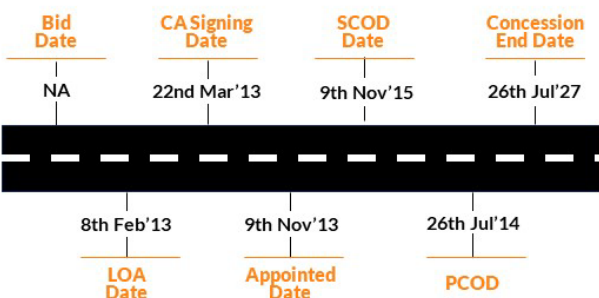 Bid
Date
CA Signing
Date
SCOD
Date
Concession
End Date
NA
22nd Mar'13
9th Nov'15
26th Jul'27
8th Feb'13
9th Nov'13
26th Jul'14
LOA
Date
Appointed
Date
PCOD